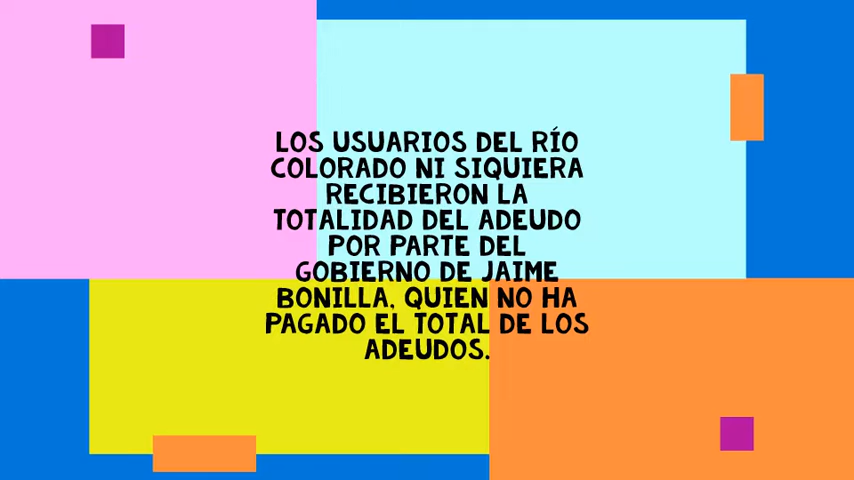 LOS USUARIOS DEL RÍO
COLORADO NI SIQUIERA
RECIBIERON LA
TOTALIDAD DEL ADEUDO
POR PARTE DEL
GOBIERNO DE JAIME
BONILLA, QUIEN NO HA
PAGADO EL TOTAL DE LOS
ADEUDOS.